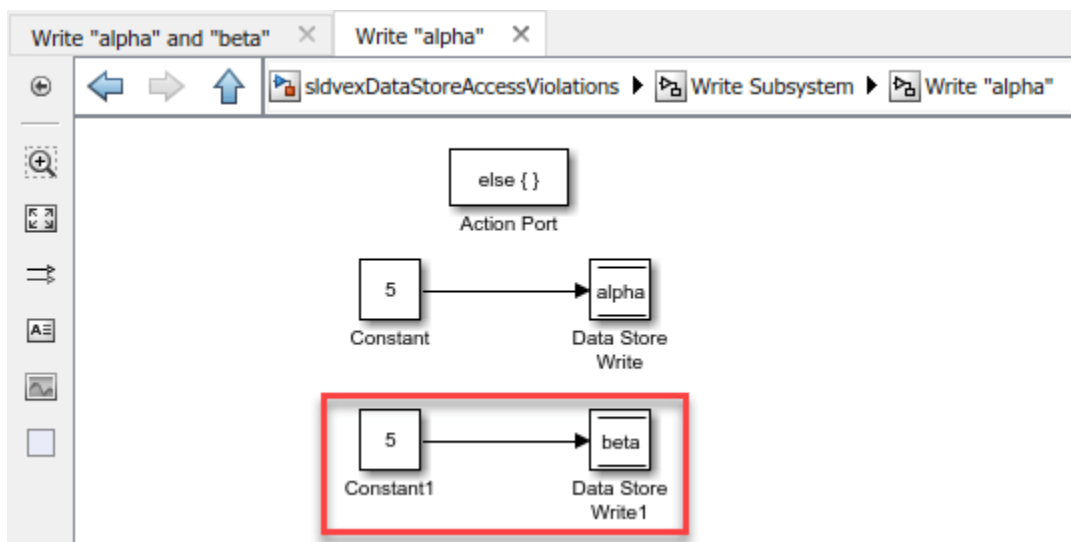 Write "alpha" and "beta"
Write "alpha"
sldvexDataStoreAccessViolations Write Subsystem Write "alpha"
else { }
Action Port
5
alpha
Constant
Data Store
Write
5
beta
Constant1
Data Store
Write1
A